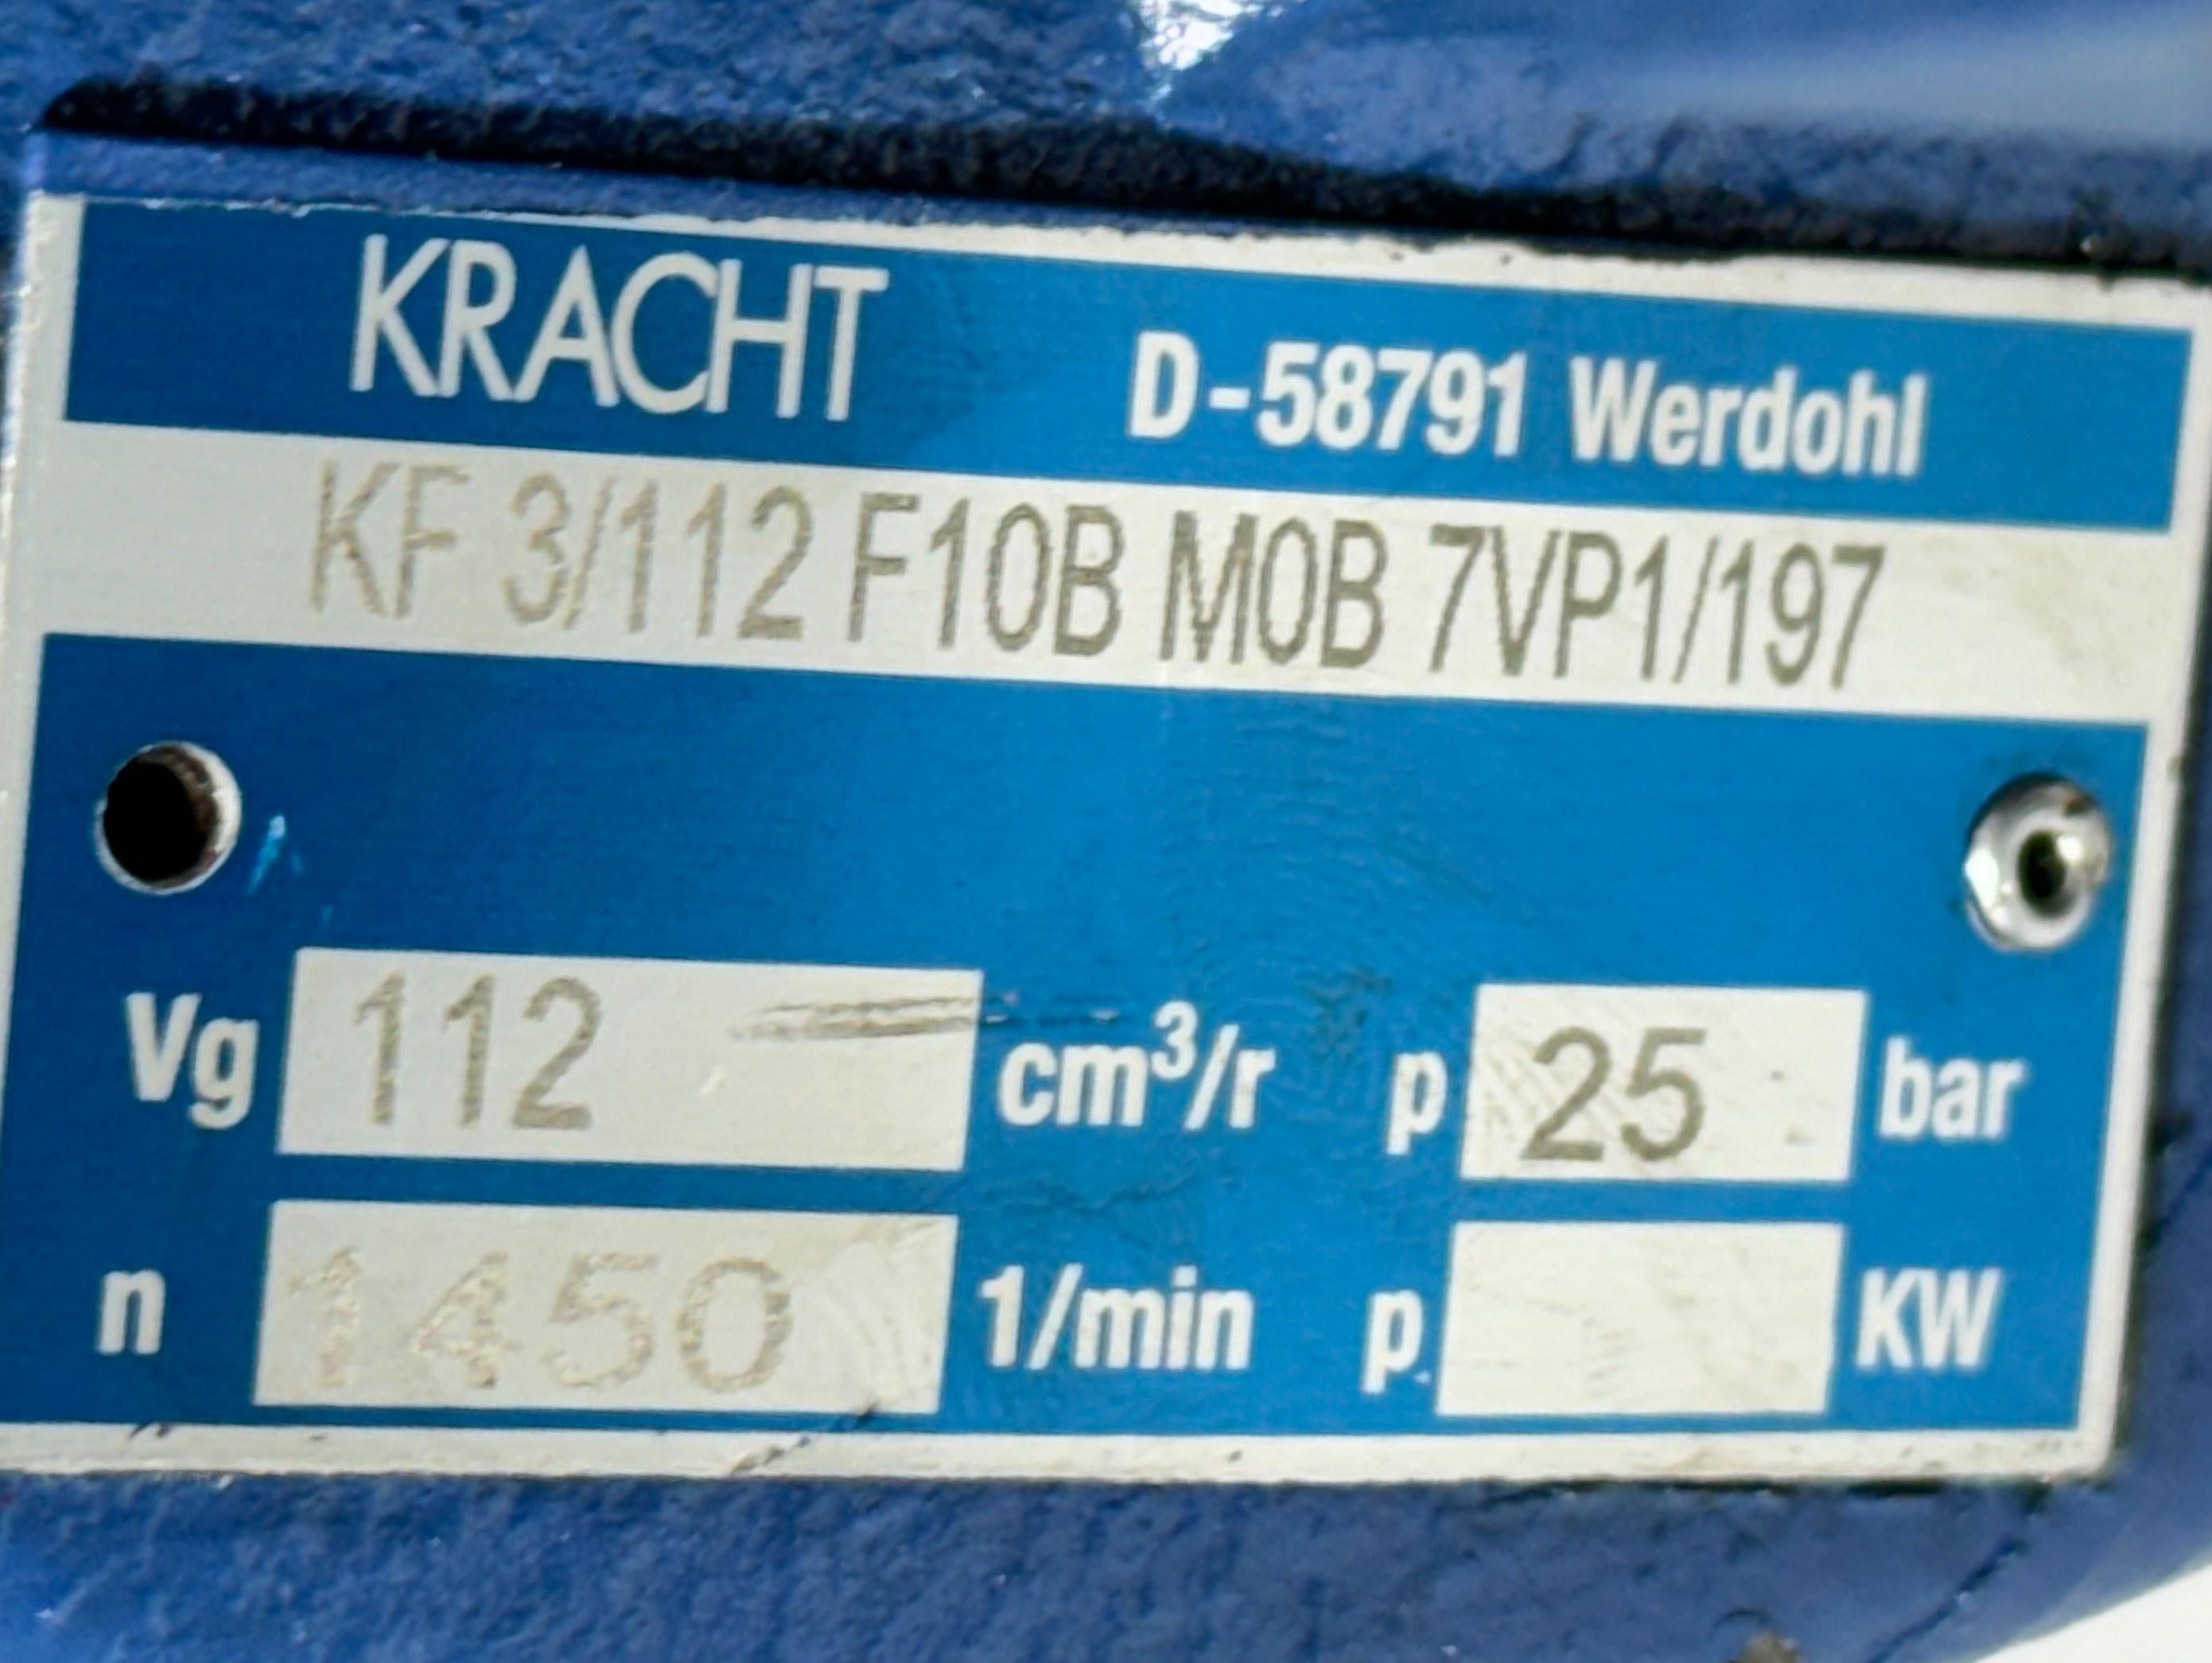 KRACHT D-58791 Werdohl
KF 3/112 F10B M0B 7VP1/197
Vg 112 cm³/r p 25 bar
n 1450 1/min p. KW